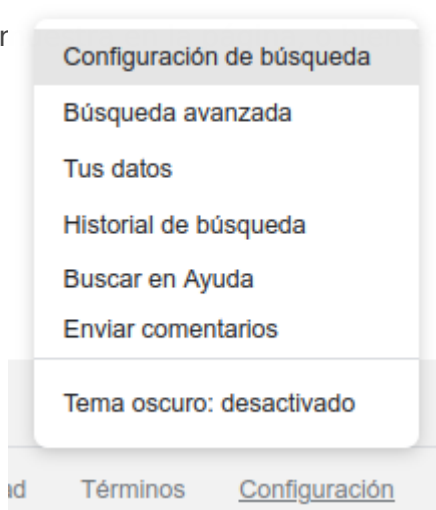 Configuración de búsqueda
Búsqueda avanzada
Tus datos
Historial de búsqueda
Buscar en Ayuda
Enviar comentarios
Tema oscuro: desactivado
Términos Configuración